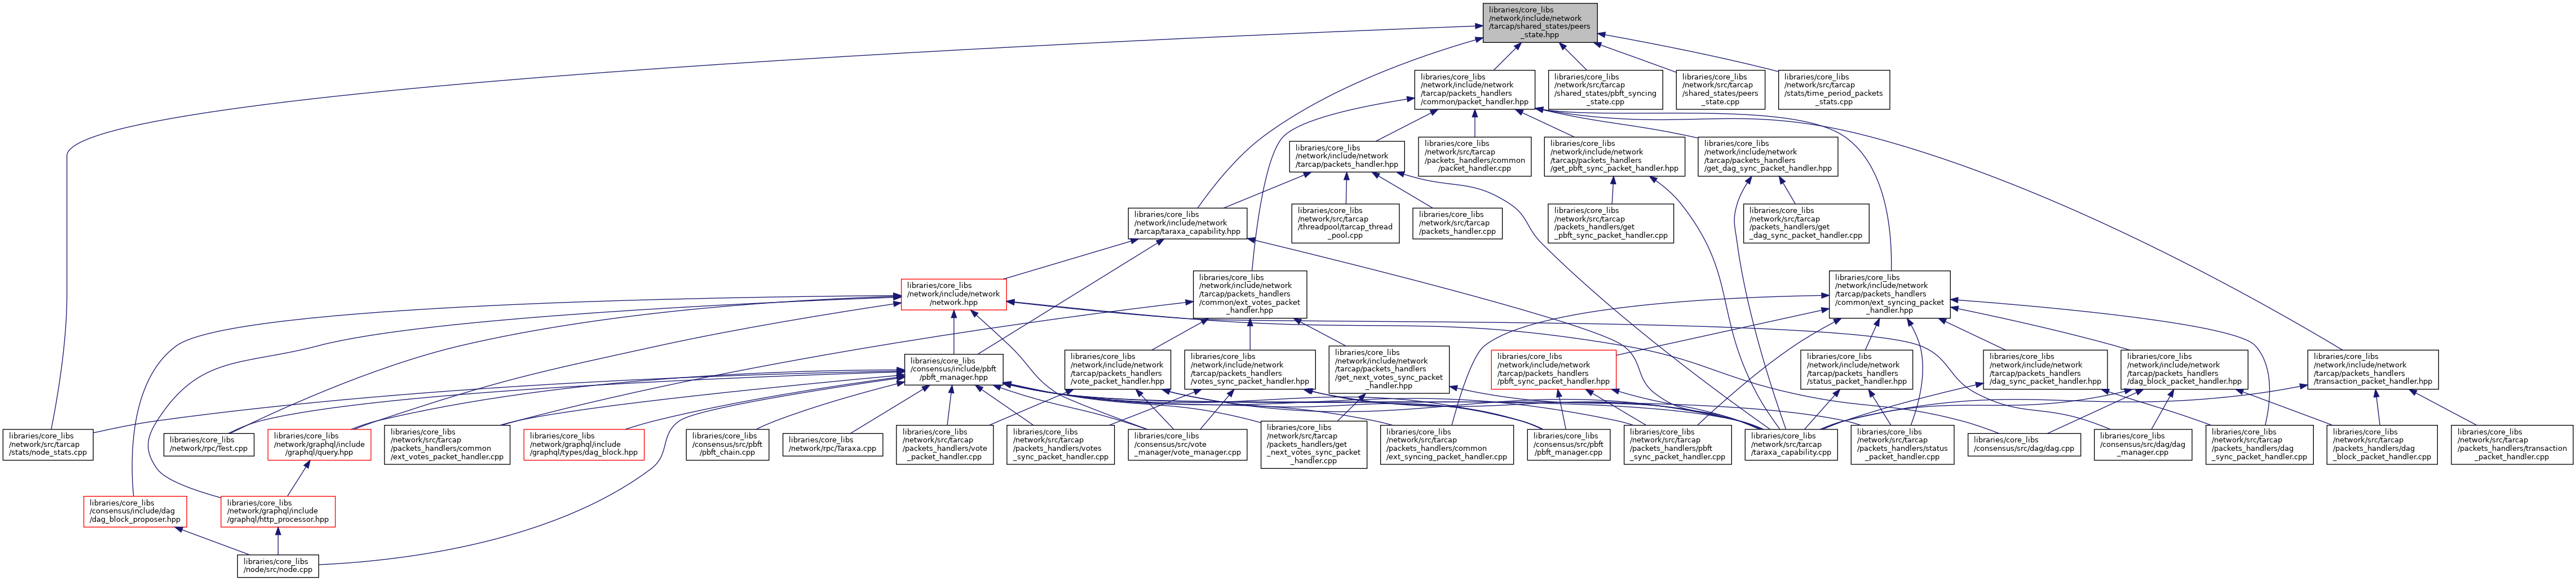 libraries/core_libs
/network/include/network
/tarcap/shared_states/peers
_state.hpp
libraries/core_libs
/network/include/network
/tarcap/packets_handlers
/common/packet_handler.hpp
libraries/core_libs
/network/src/tarcap
/shared_states/pbft_syncing
_state.cpp
libraries/core_libs
/network/src/tarcap
/shared_states/peers
_state.cpp
libraries/core_libs
/network/src/tarcap
/stats/time_period_packets
_stats.cpp
libraries/core_libs
/network/include/network
/tarcap/packets_handler.hpp
libraries/core_libs
/network/src/tarcap
/packets_handlers/common
/packet_handler.cpp
libraries/core_libs
/network/include/network
/tarcap/packets_handlers
/get_pbft_sync_packet_handler.hpp
libraries/core_libs
/network/include/network
/tarcap/packets_handlers
/get_dag_sync_packet_handler.hpp
libraries/core_libs
/network/include/network
/tarcap/taraxa_capability.hpp
libraries/core_libs
/network/src/tarcap
/threadpool/tarcap_thread
_pool.cpp
libraries/core_libs
/network/src/tarcap
/packets_handler.cpp
libraries/core_libs
/network/src/tarcap
/packets_handlers/get
_pbft_sync_packet_handler.cpp
libraries/core_libs
/network/src/tarcap
/packets_handlers/get
_dag_sync_packet_handler.cpp
libraries/core_libs
/network/include/network
/network.hpp
libraries/core_libs
/network/include/network
/tarcap/packets_handlers
/common/ext_votes_packet
_handler.hpp
libraries/core_libs
/network/include/network
/tarcap/packets_handlers
/common/ext_syncing_packet
_handler.hpp
libraries/core_libs
/consensus/include/pbft
/pbft_manager.hpp
libraries/core_libs
/network/include/network
/tarcap/packets_handlers
/vote_packet_handler.hpp
libraries/core_libs
/network/include/network
/tarcap/packets_handlers
/votes_sync_packet_handler.hpp
libraries/core_libs
/network/include/network
/tarcap/packets_handlers
/get_next_votes_sync_packet
_handler.hpp
libraries/core_libs
/network/include/network
/tarcap/packets_handlers
/pbft_sync_packet_handler.hpp
libraries/core_libs
/network/include/network
/tarcap/packets_handlers
/status_packet_handler.hpp
libraries/core_libs
/network/include/network
/tarcap/packets_handlers
/dag_sync_packet_handler.hpp
libraries/core_libs
/network/include/network
/tarcap/packets_handlers
/dag_block_packet_handler.hpp
libraries/core_libs
/network/include/network
/tarcap/packets_handlers
/transaction_packet_handler.hpp
libraries/core_libs
/network/src/tarcap
/stats/node_stats.cpp
libraries/core_libs
/network/rpc/Test.cpp
libraries/core_libs
/network/graphql/include
/graphql/query.hpp
libraries/core_libs
/network/src/tarcap
/packets_handlers/common
/ext_votes_packet_handler.cpp
libraries/core_libs
/network/graphql/include
/graphql/types/dag_block.hpp
libraries/core_libs
/consensus/src/pbft
/pbft_chain.cpp
libraries/core_libs
/network/rpc/Taraxa.cpp
libraries/core_libs
/network/src/tarcap
/packets_handlers/vote
_packet_handler.cpp
libraries/core_libs
/network/src/tarcap
/packets_handlers/votes
_sync_packet_handler.cpp
libraries/core_libs
/consensus/src/vote
_manager/vote_manager.cpp
libraries/core_libs
/network/src/tarcap
/packets_handlers/get
_next_votes_sync_packet
_handler.cpp
libraries/core_libs
/network/src/tarcap
/packets_handlers/common
/ext_syncing_packet_handler.cpp
libraries/core_libs
/consensus/src/pbft
/pbft_manager.cpp
libraries/core_libs
/network/src/tarcap
/packets_handlers/pbft
_sync_packet_handler.cpp
libraries/core_libs
/network/src/tarcap
/taraxa_capability.cpp
libraries/core_libs
/network/src/tarcap
/packets_handlers/status
_packet_handler.cpp
libraries/core_libs
/consensus/src/dag/dag.cpp
libraries/core_libs
/consensus/src/dag/dag
_manager.cpp
libraries/core_libs
/network/src/tarcap
/packets_handlers/dag
_sync_packet_handler.cpp
libraries/core_libs
/network/src/tarcap
/packets_handlers/dag
_block_packet_handler.cpp
libraries/core_libs
/network/src/tarcap
/packets_handlers/transaction
_packet_handler.cpp
libraries/core_libs
/consensus/include/dag
/dag_block_proposer.hpp
libraries/core_libs
/network/graphql/include
/graphql/http_processor.hpp
libraries/core_libs
/node/src/node.cpp